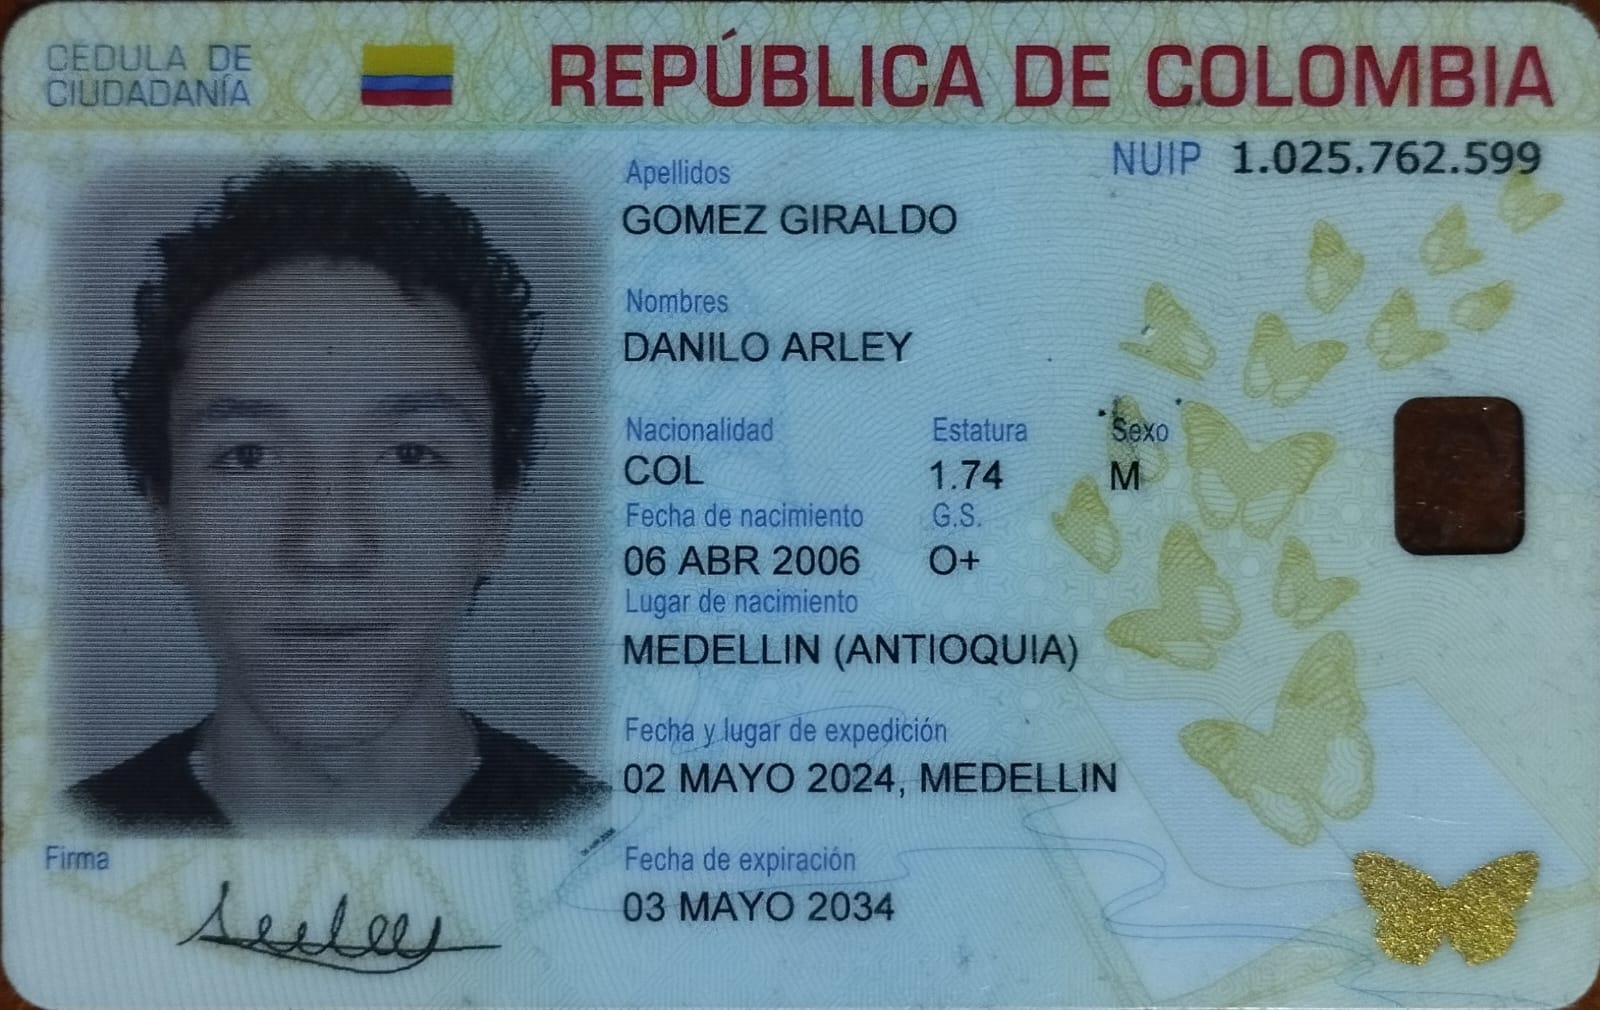 CÉDULA DE
CIUDADANÍA
REPÚBLICA DE COLOMBIA
NUIP 1.025.762.599
Apellidos
GOMEZ GIRALDO
Nombres
DANILO ARLEY
Nacionalidad Estatura Sexo
COL 1.74 M
Fecha de nacimiento G.S.
06 ABR 2006 O+
Lugar de nacimiento
MEDELLIN (ANTIOQUIA)
Fecha y lugar de expedición
02 MAYO 2024, MEDELLIN
Firma
Fecha de expiración
03 MAYO 2034